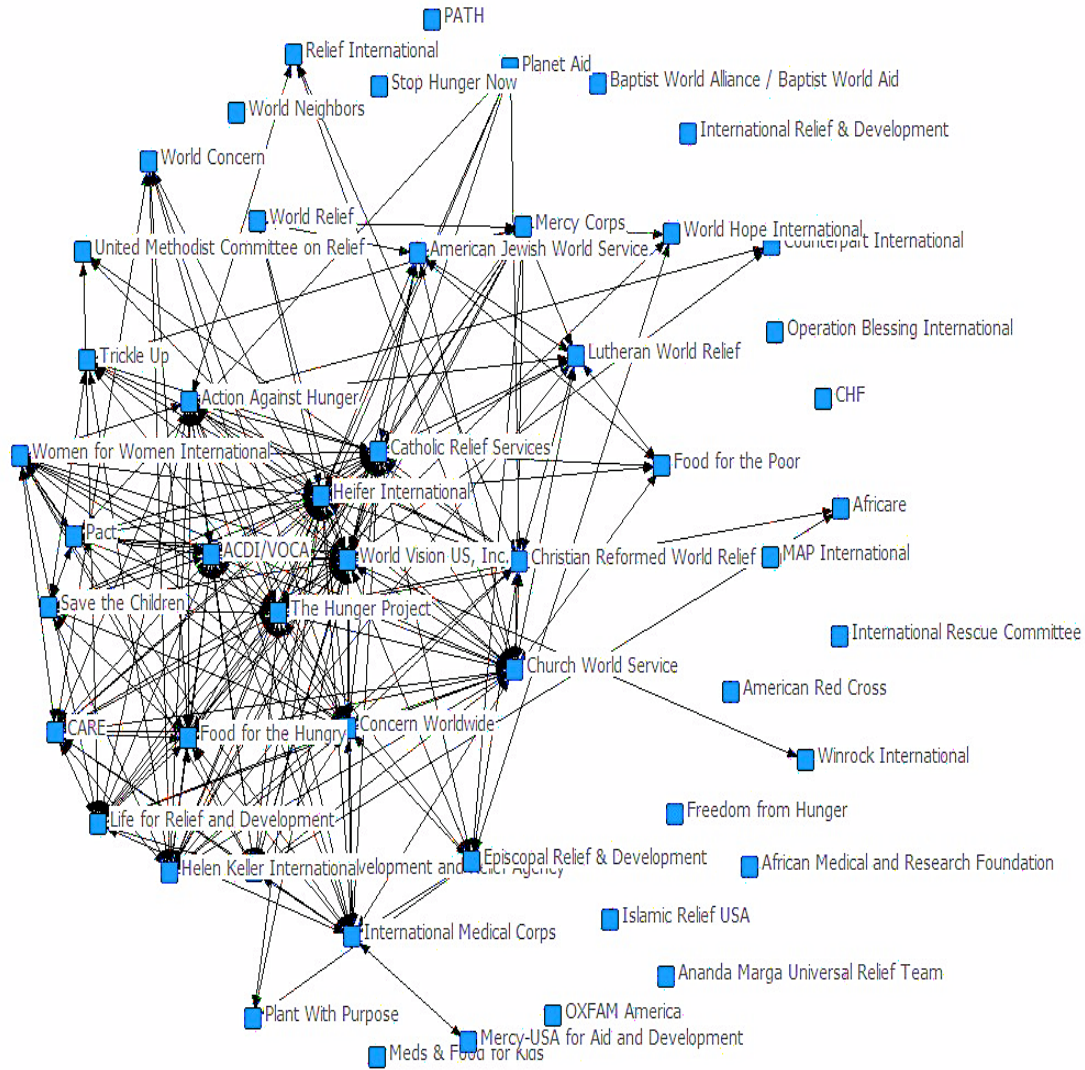 PATH
Relief International
Planet Aid
Stop Hunger Now
Baptist World Alliance / Baptist World Aid
World Neighbors
International Relief & Development
World Concern
World Relief
Mercy Corps
World Hope International
Counterpart International
United Methodist Committee on Relief
American Jewish World Service
Operation Blessing International
Trickle Up
Lutheran World Relief
Action Against Hunger
CHF
Women for Women International
Catholic Relief Services
Food for the Poor
Heifer International
Africare
Pact
ACDI/VOCA
World Vision US, Inc.
Christian Reformed World Relief
MAP International
Save the Children
The Hunger Project
International Rescue Committee
Church World Service
American Red Cross
CARE
Food for the Hungry
Concern Worldwide
Winrock International
Life for Relief and Development
Freedom from Hunger
Helen Keller International
velopment and Relief Agency
Episcopal Relief & Development
African Medical and Research Foundation
Islamic Relief USA
International Medical Corps
Ananda Marga Universal Relief Team
Plant With Purpose
OXFAM America
Mercy-USA for Aid and Development
Meds & Food for Kids